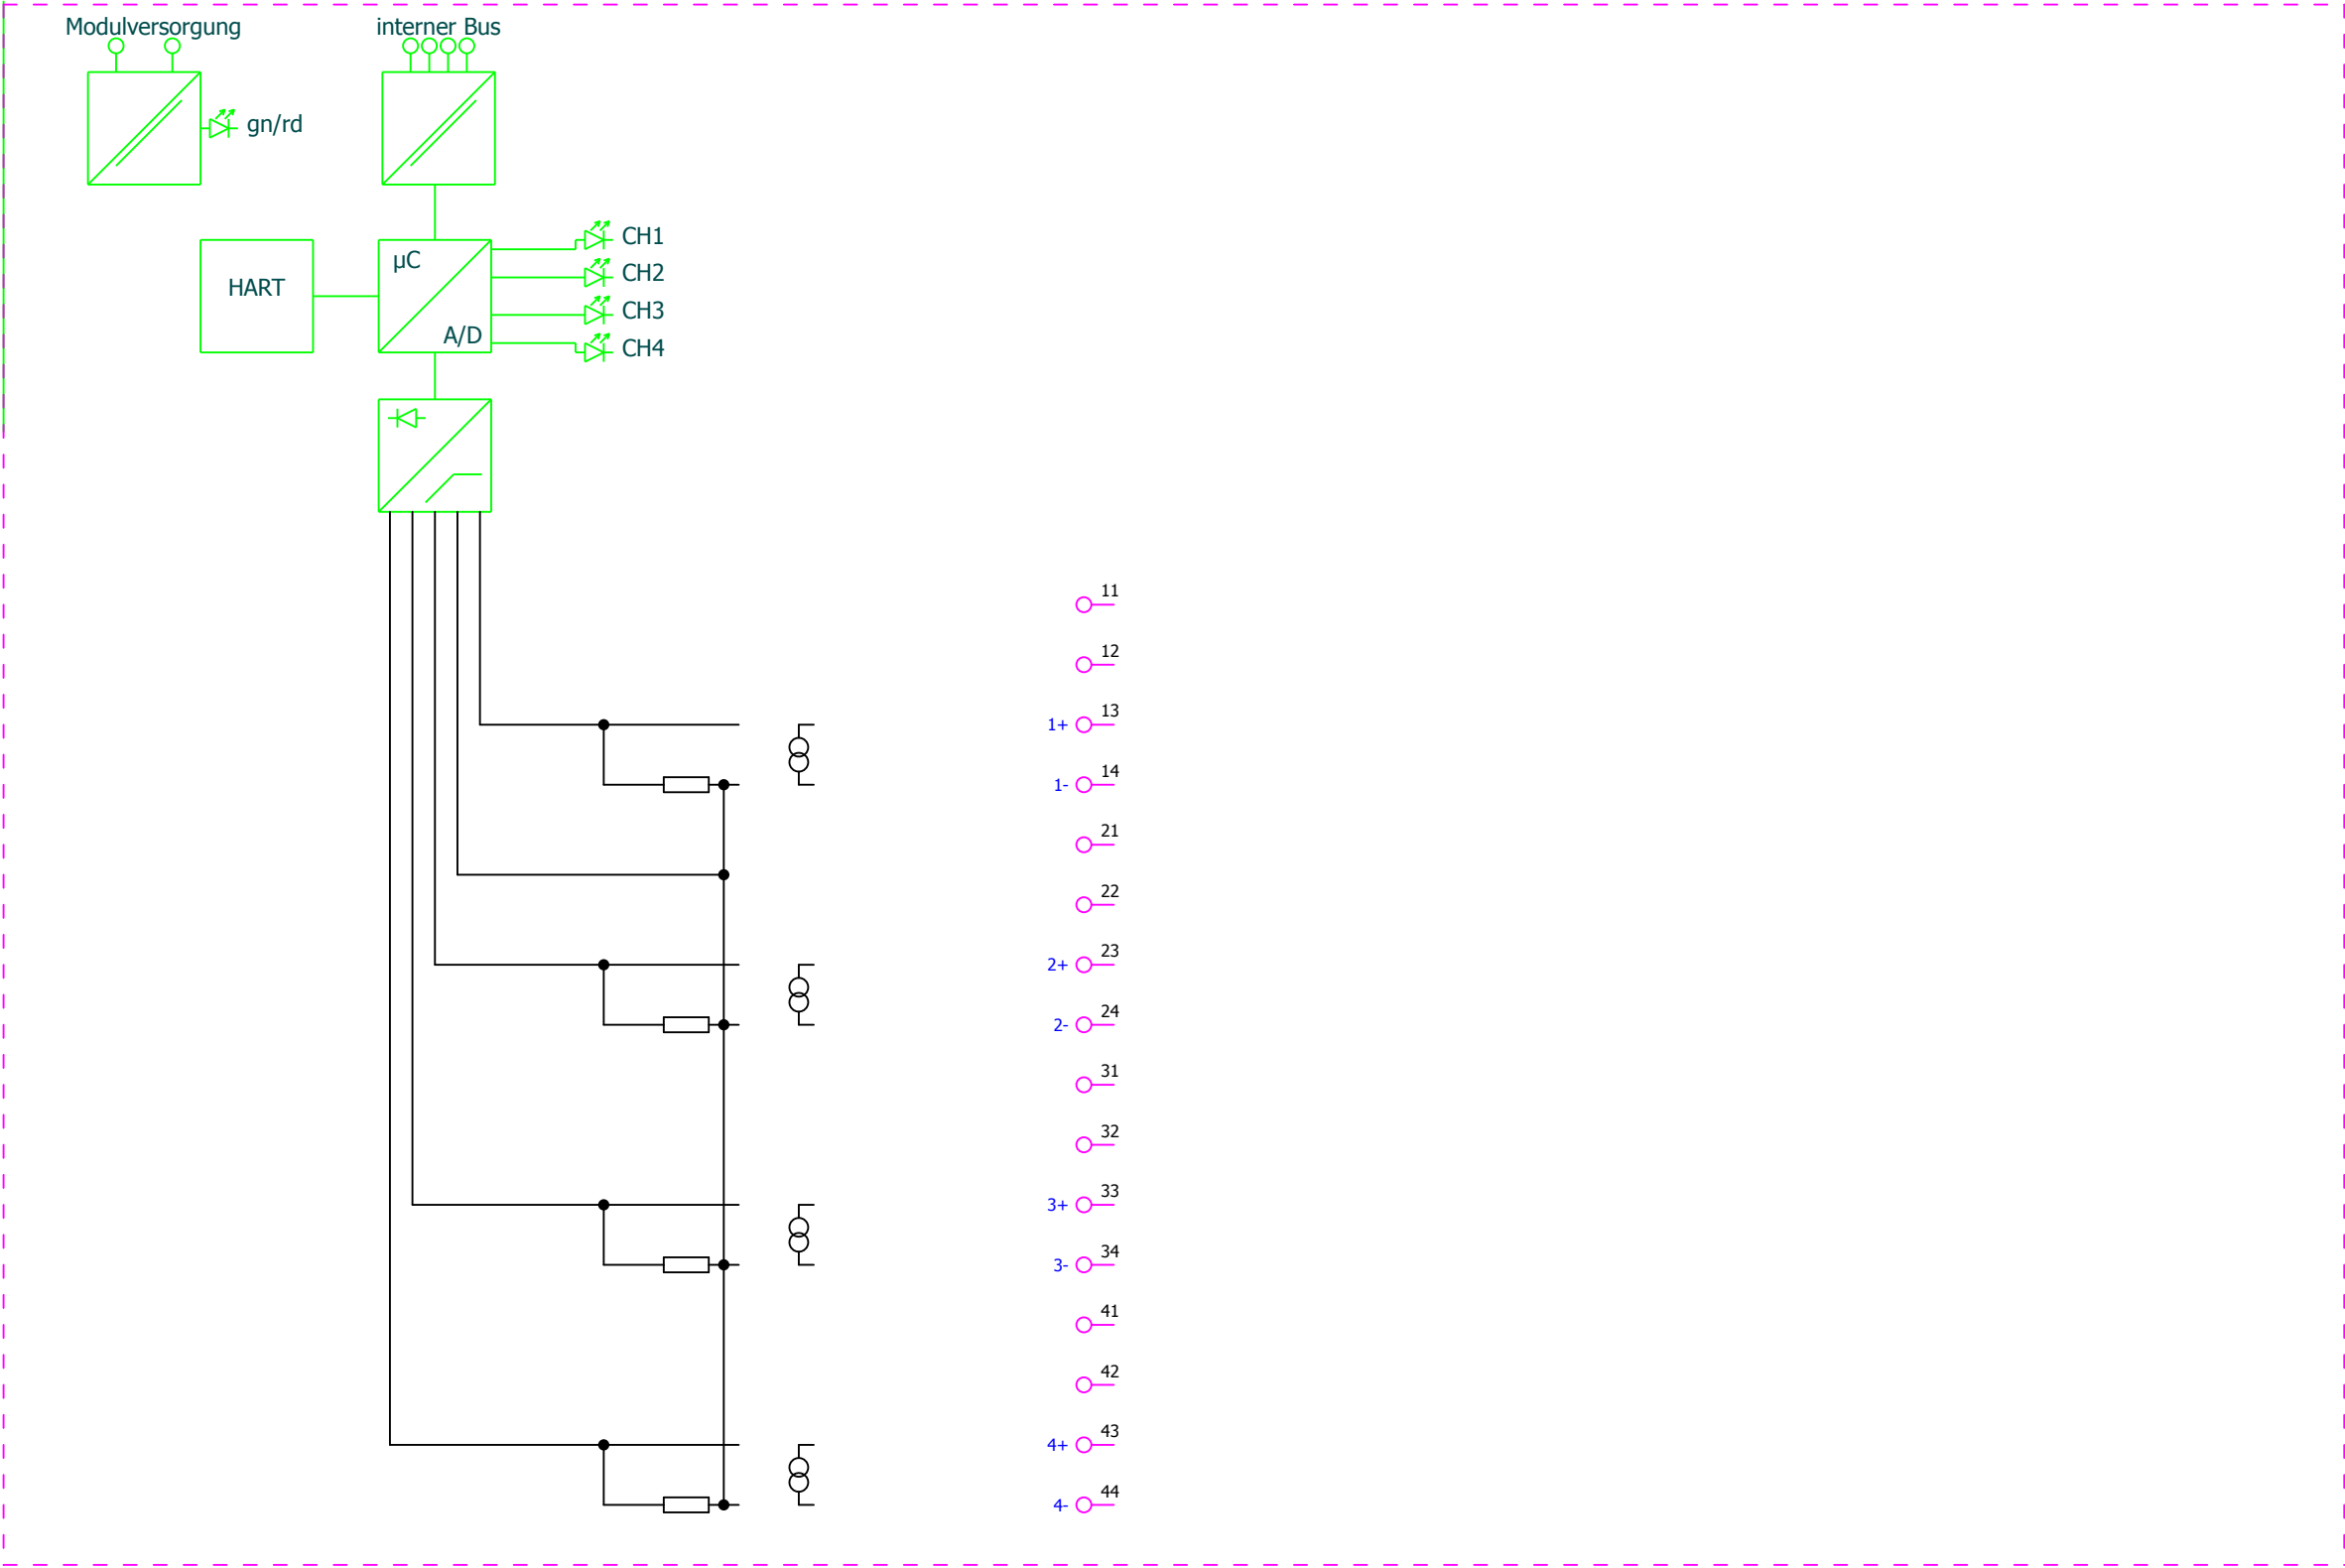 Modulversorgung
interner Bus
gn/rd
CH1
µC
CH2
HART
CH3
A/D
CH4
11
12
13
1+
14
1-
21
22
23
2+
24
2-
31
32
33
3+
34
3-
41
42
43
4+
44
4-